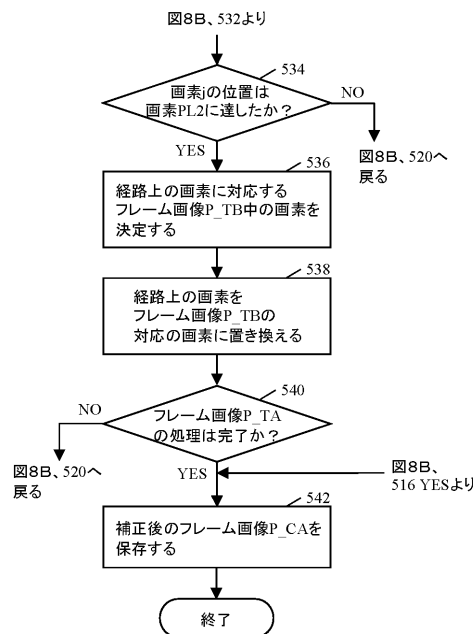 図8B、532より
534
画素jの位置は
画素PL2に達したか？
NO
図8B、520へ
戻る
YES
536
経路上の画素に対応する
フレーム画像P_TB中の画素を
決定する
538
経路上の画素を
フレーム画像P_TBの
対応の画素に置き換える
540
フレーム画像P_TA
の処理は完了か？
NO
図8B、520へ
戻る
YES
図8B、
516 YESより
542
補正後のフレーム画像P_CAを
保存する
終了